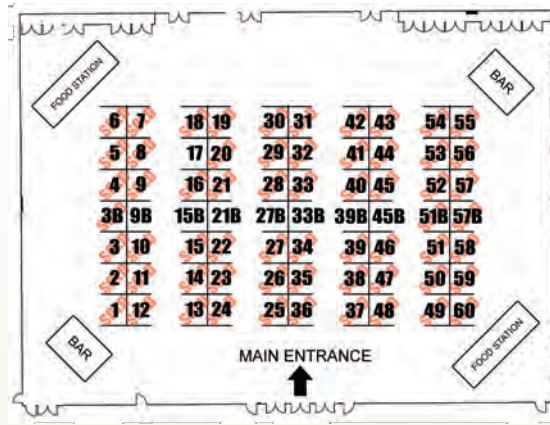 FOOD STATION
BAR
6 7 18 19 30 31 42 43 54 55
5 8 17 20 29 32 41 44 53 56
4 9 16 21 28 33 40 45 52 57
3B 9B 15B 21B 27B 33B 39B 45B 51B 57B
3 10 15 22 27 34 39 46 51 58
2 11 14 23 26 35 38 47 50 59
1 12 13 24 25 36 37 48 49 60
BAR
FOOD STATION
MAIN ENTRANCE